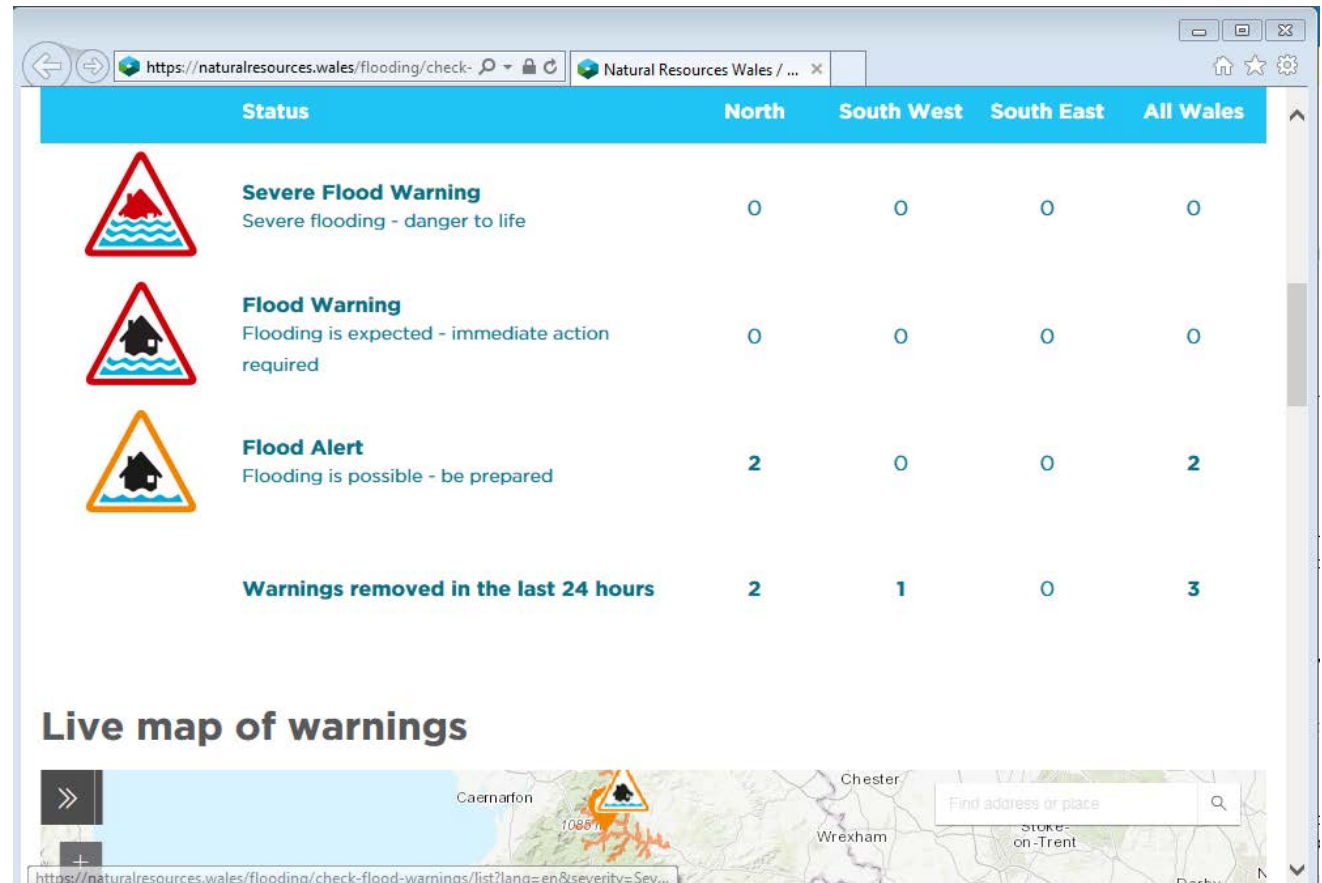 https://naturalresources.wales/flooding/check-
Natural Resources Wales / ...
Status North South West South East All Wales
Severe Flood Warning
Severe flooding - danger to life
0 0 0 0
Flood Warning
Flooding is expected - immediate action
required
0 0 0 0
Flood Alert
Flooding is possible - be prepared
2 0 0 2
Warnings removed in the last 24 hours 2 1 0 3
Live map of warnings
Caernarfon
Chester
Find address or place
1085
Wrexham
Stoke-
on-Trent
https://naturalresources.wales/flooding/check-flood-warnings/list?lang=en&severity=Sev...